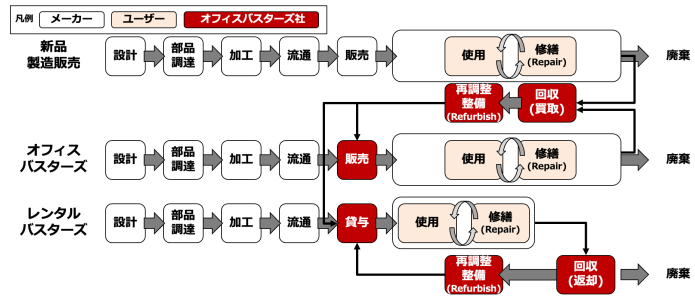 凡例 メーカー ユーザー オフィスバスターズ社
新品
製造販売
設計
部品
調達
加工
流通
販売
使用
修繕
(Repair)
廃棄
再調整
整備
(Refurbish)
回収
(買取)
オフィス
バスターズ
設計
部品
調達
加工
流通
販売
使用
修繕
(Repair)
廃棄
レンタル
バスターズ
設計
部品
調達
加工
流通
貸与
使用
修繕
(Repair)
再調整
整備
(Refurbish)
回収
(返却)
廃棄